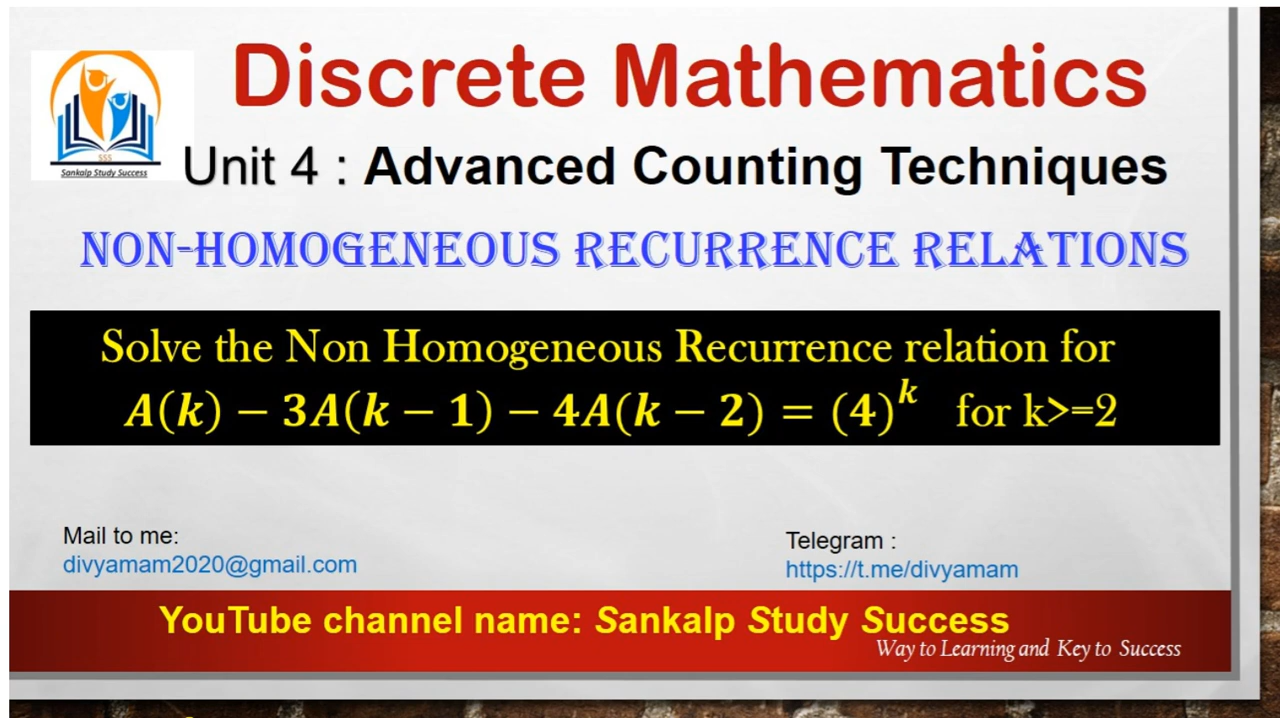 Discrete Mathematics
SSS
Sankalp Study Success
Unit 4 : Advanced Counting Techniques
NON-HOMOGENEOUS RECURRENCE RELATIONS
Solve the Non Homogeneous Recurrence relation for
A(k) − 3A(k − 1) − 4A(k − 2) = (4)^k for k>=2
Mail to me:
divyamam2020@gmail.com
Telegram :
https://t.me/divyamam
YouTube channel name: Sankalp Study Success
Way to Learning and Key to Success